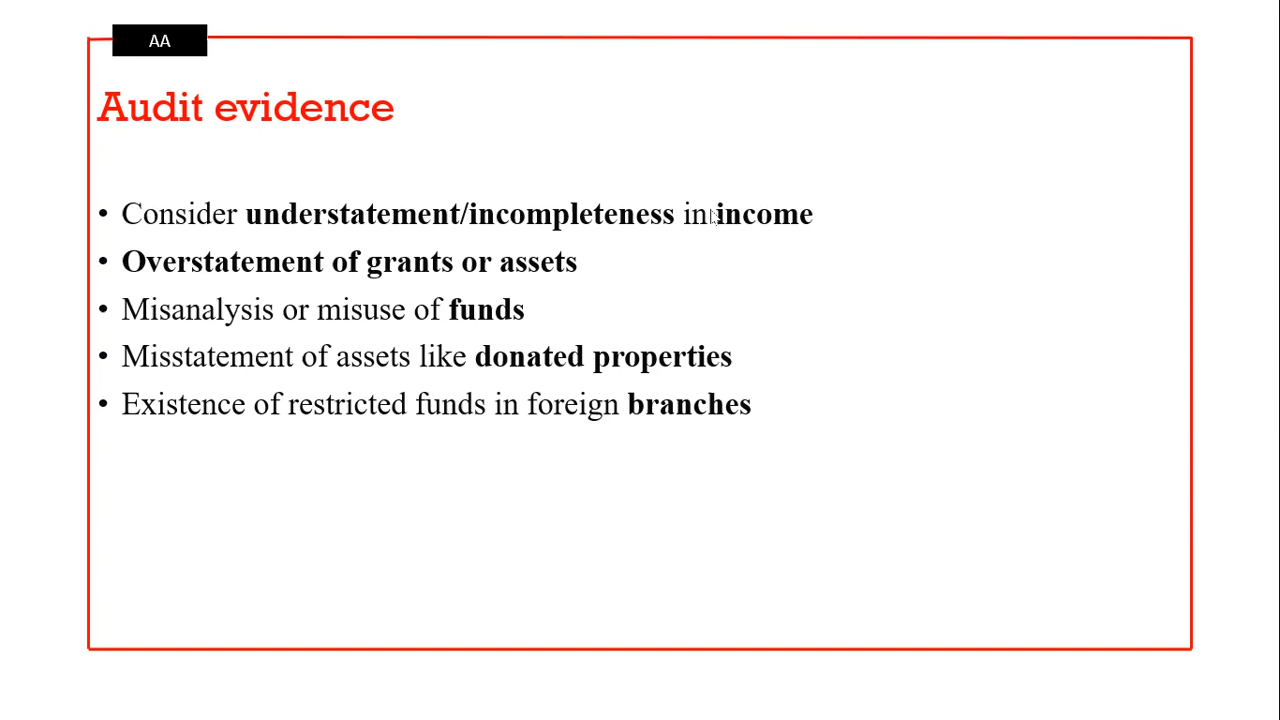 AA
Audit evidence
• Consider understatement/incompleteness in income
• Overstatement of grants or assets
• Misanalysis or misuse of funds
• Misstatement of assets like donated properties
• Existence of restricted funds in foreign branches